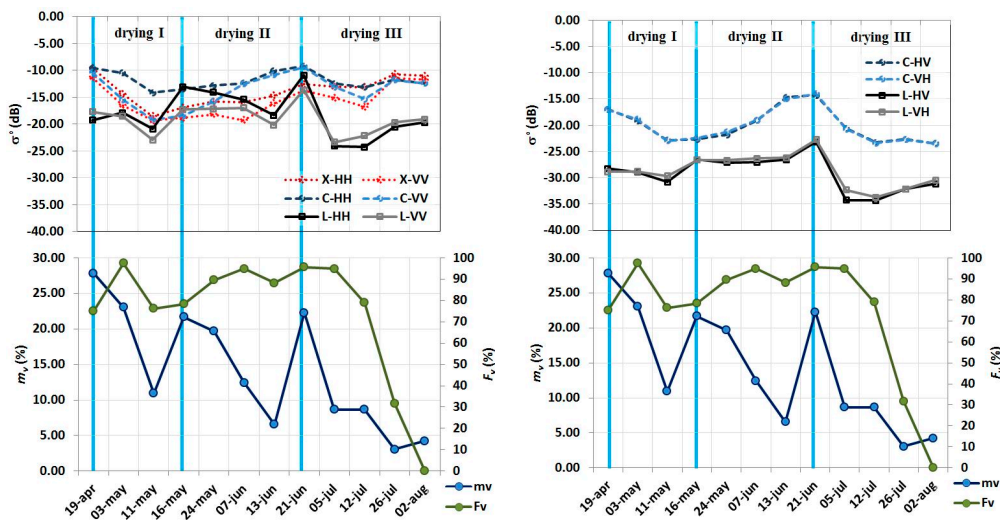 0.00
-5.00
-10.00
-15.00
-20.00
-25.00
-30.00
-35.00
-40.00
σ° (dB)
drying I
drying II
drying III
X-HH
X-VV
C-HH
C-VV
L-HH
L-VV
30.00
25.00
20.00
15.00
10.00
5.00
0.00
mv (%)
100
90
80
70
60
50
40
30
20
10
0
Fv (%)
19-apr
03-may
11-may
16-may
24-may
07-jun
13-jun
21-jun
05-jul
12-jul
26-jul
02-aug
mv
Fv
0.00
-5.00
-10.00
-15.00
-20.00
-25.00
-30.00
-35.00
-40.00
σ° (dB)
drying I
drying II
drying III
C-HV
C-VH
L-HV
L-VH
30.00
25.00
20.00
15.00
10.00
5.00
0.00
mv (%)
100
90
80
70
60
50
40
30
20
10
0
Fv (%)
19-apr
03-may
11-may
16-may
24-may
07-jun
13-jun
21-jun
05-jul
12-jul
26-jul
02-aug
mv
Fv